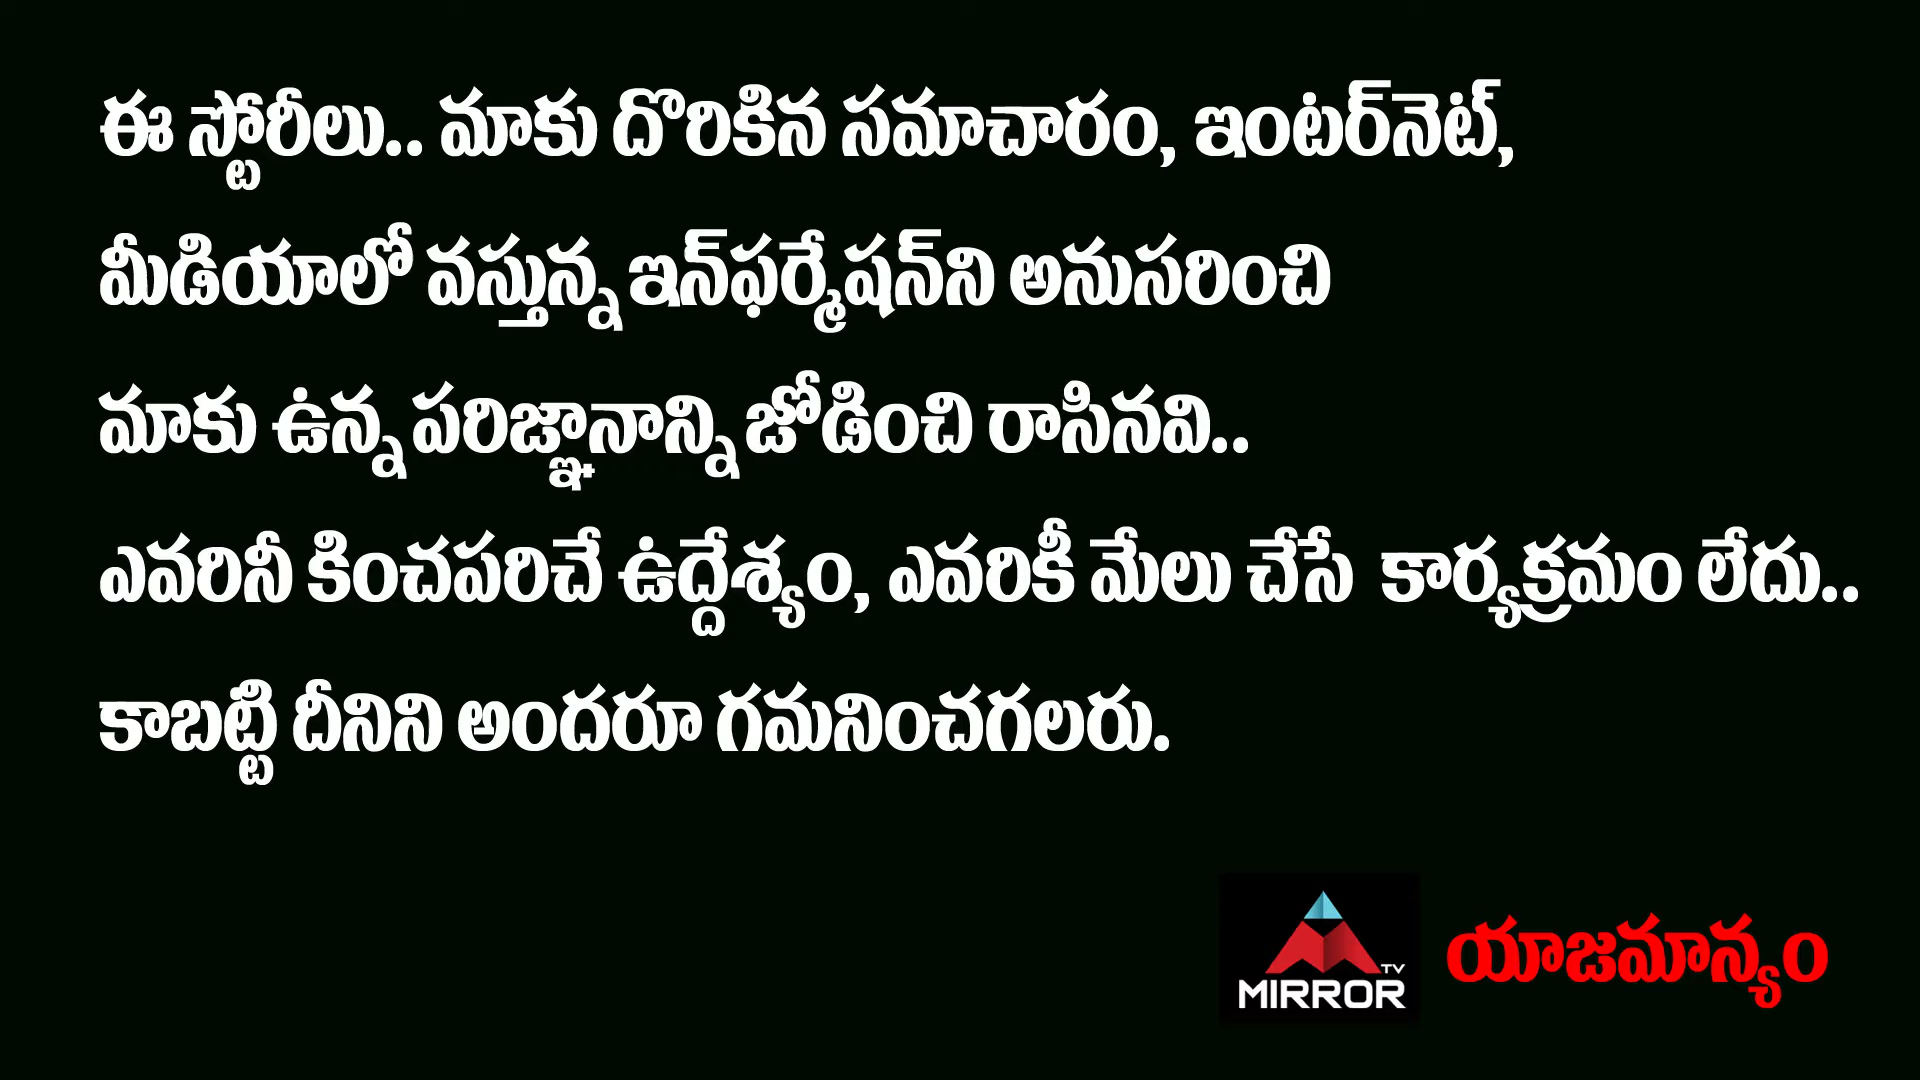 ఈ స్టోరీలు.. మాకు దొరికిన సమాచారం, ఇంటర్‌నెట్,
మీడియాలో వస్తున్న ఇన్‌ఫర్మేషన్‌ని అనుసరించి
మాకు ఉన్న పరిజ్ఞానాన్ని జోడించి రాసినవి..
ఎవరినీ కించపరిచే ఉద్దేశ్యం, ఎవరికీ మేలు చేసే కార్యక్రమం లేదు..
కాబట్టి దీనిని అందరూ గమనించగలరు.
TV
MIRROR
యాజమాన్యం